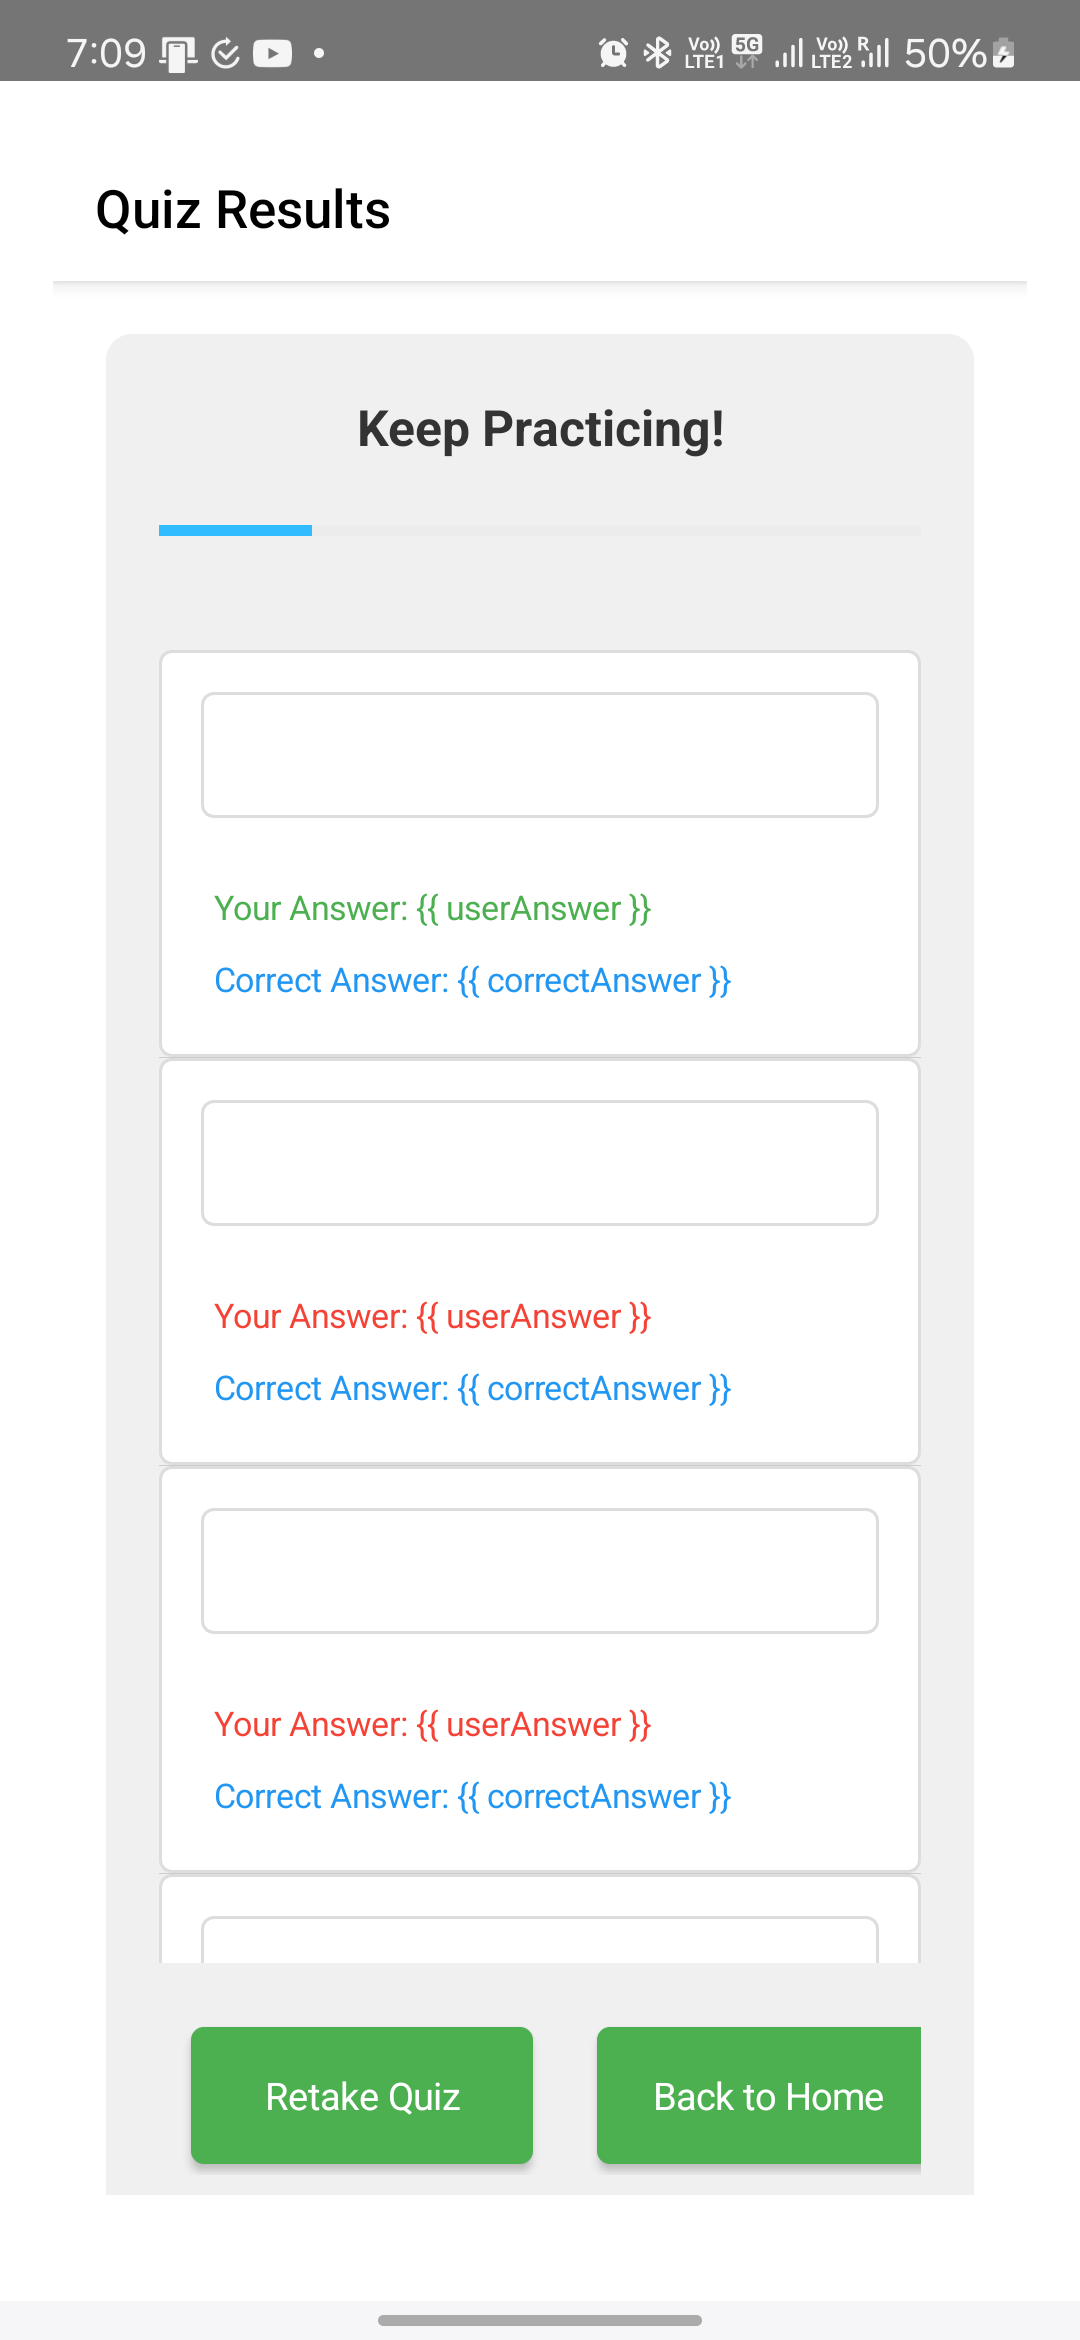 7:09 Vo)) LTE1 5G Vo)) LTE2 R 50%
Quiz Results
Keep Practicing!
Your Answer: {{ userAnswer }}
Correct Answer: {{ correctAnswer }}
Your Answer: {{ userAnswer }}
Correct Answer: {{ correctAnswer }}
Your Answer: {{ userAnswer }}
Correct Answer: {{ correctAnswer }}
Retake Quiz Back to Home